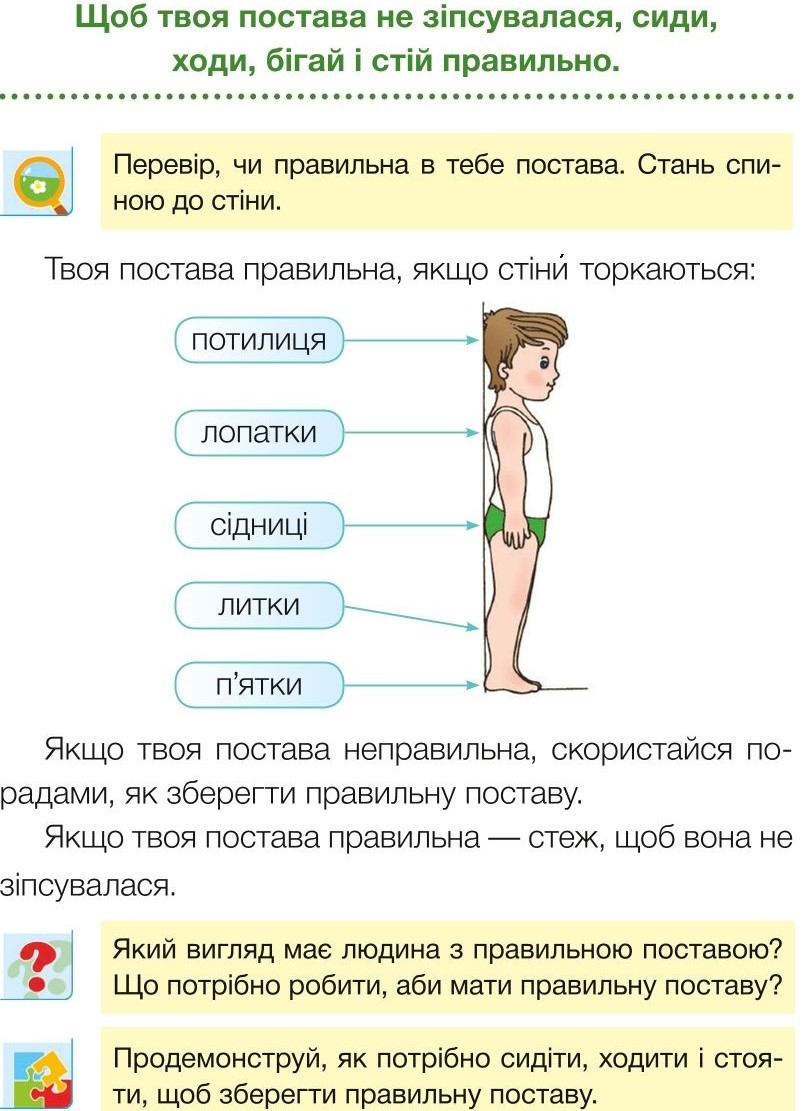 Щоб твоя постава не зіпсувалася, сиди,
ходи, бігай і стій правильно.
Перевір, чи правильна в тебе постава. Стань спи-
ною до стіни.
Твоя постава правильна, якщо стіни́ торкаються:
потилиця
лопатки
сідниці
литки
п’ятки
Якщо твоя постава неправильна, скористайся по-
радами, як зберегти правильну поставу.
Якщо твоя постава правильна — стеж, щоб вона не
зіпсувалася.
Який вигляд має людина з правильною поставою?
Що потрібно робити, аби мати правильну поставу?
Продемонструй, як потрібно сидіти, ходити і стоя-
ти, щоб зберегти правильну поставу.